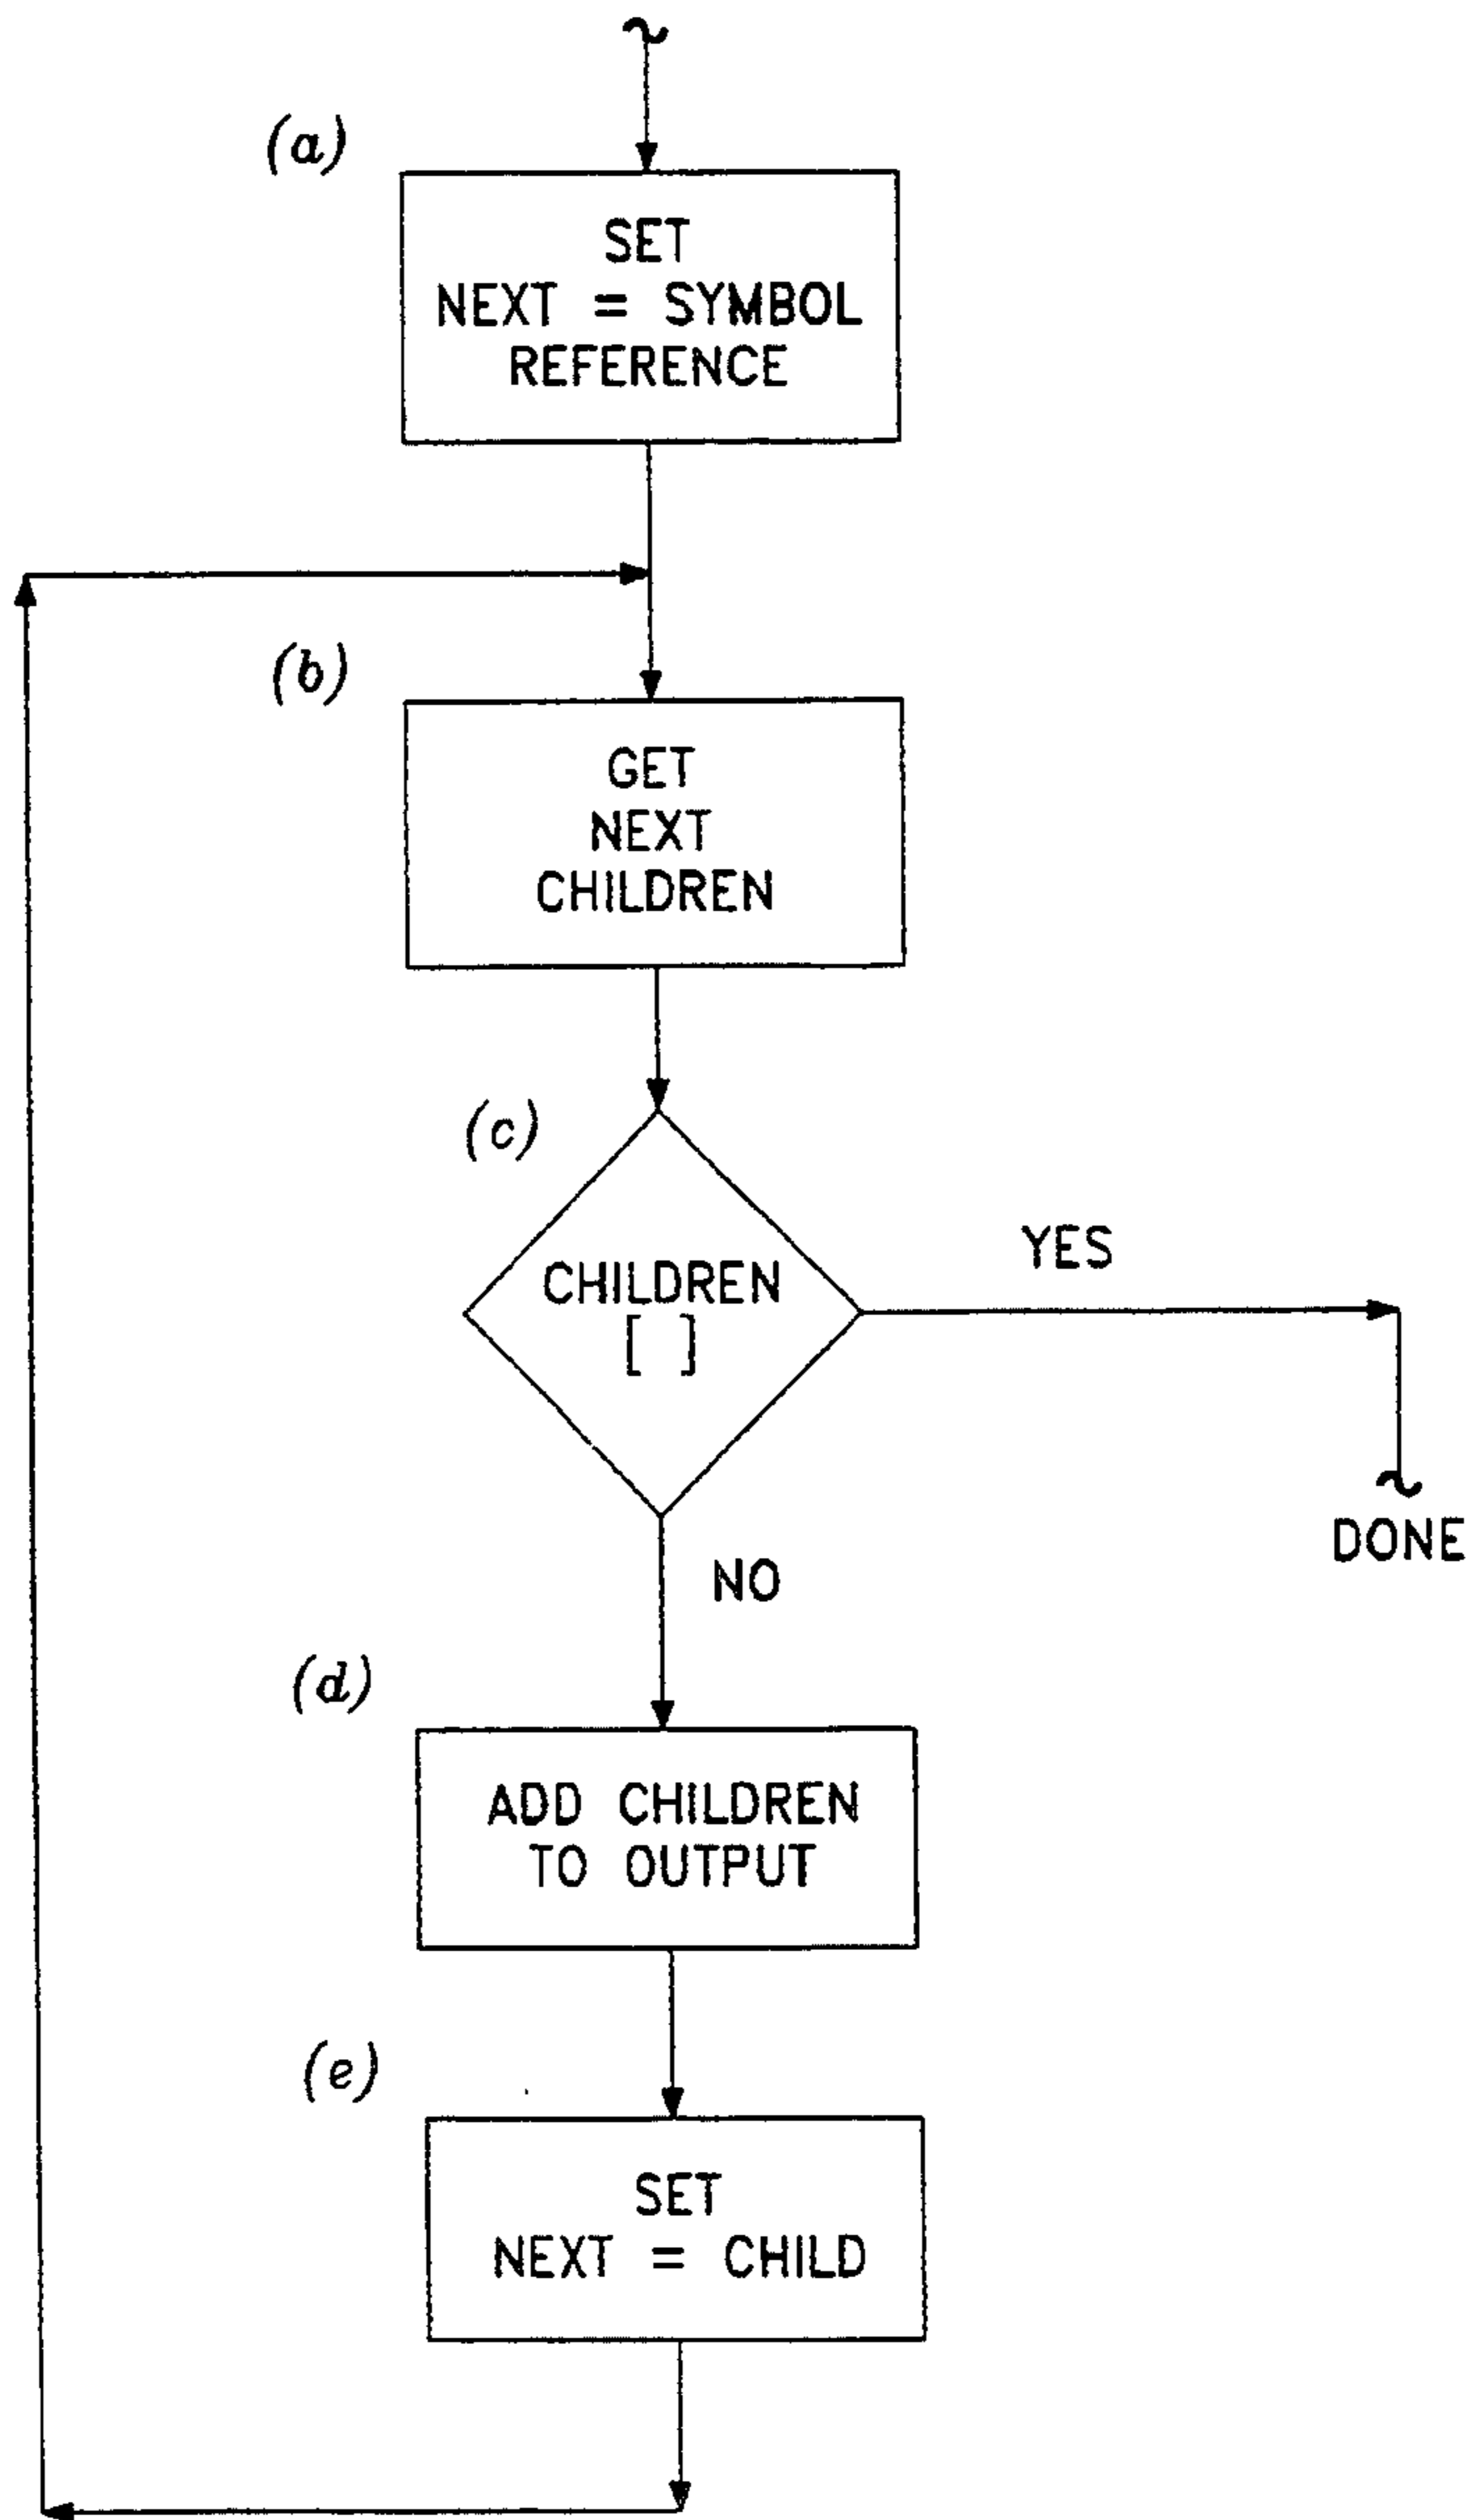 (a)
SET
NEXT = SYMBOL
REFERENCE
(b)
GET
NEXT
CHILDREN
(c)
CHILDREN
[ ]
YES
DONE
NO
(d)
ADD CHILDREN
TO OUTPUT
(e)
SET
NEXT = CHILD